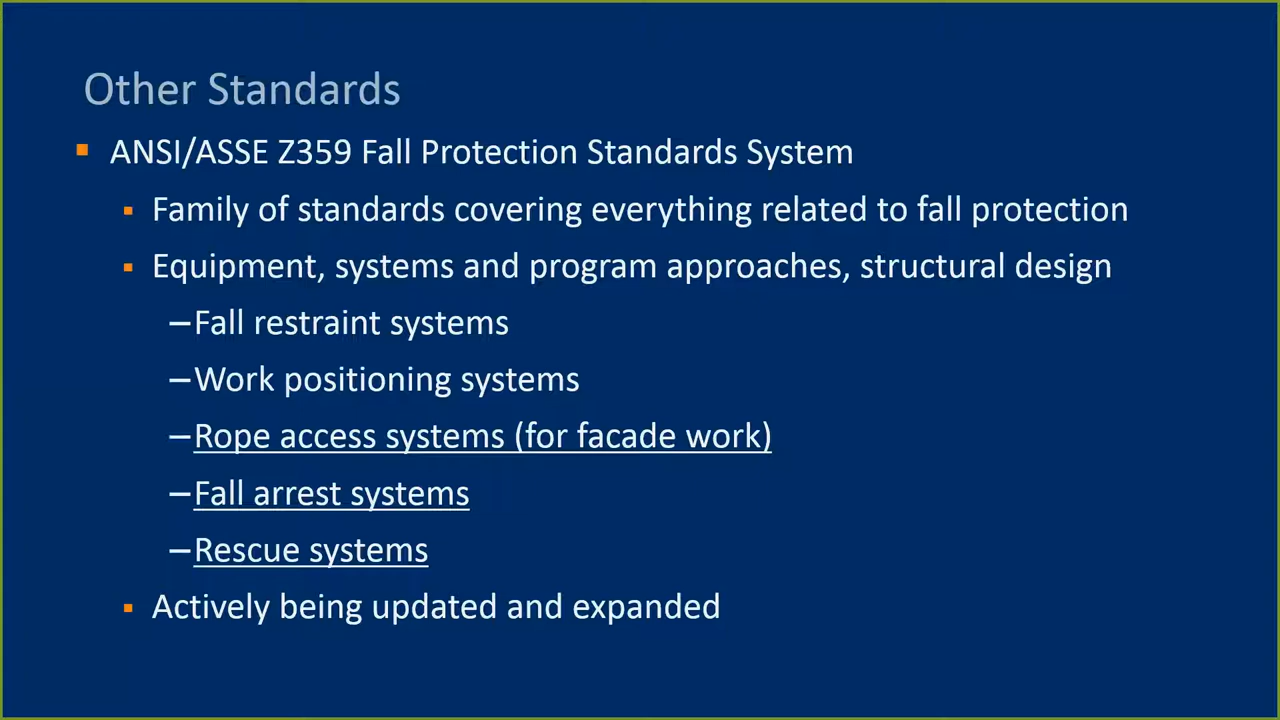 Other Standards
▪ ANSI/ASSE Z359 Fall Protection Standards System
▪ Family of standards covering everything related to fall protection
▪ Equipment, systems and program approaches, structural design
–Fall restraint systems
–Work positioning systems
–Rope access systems (for facade work)
–Fall arrest systems
–Rescue systems
▪ Actively being updated and expanded